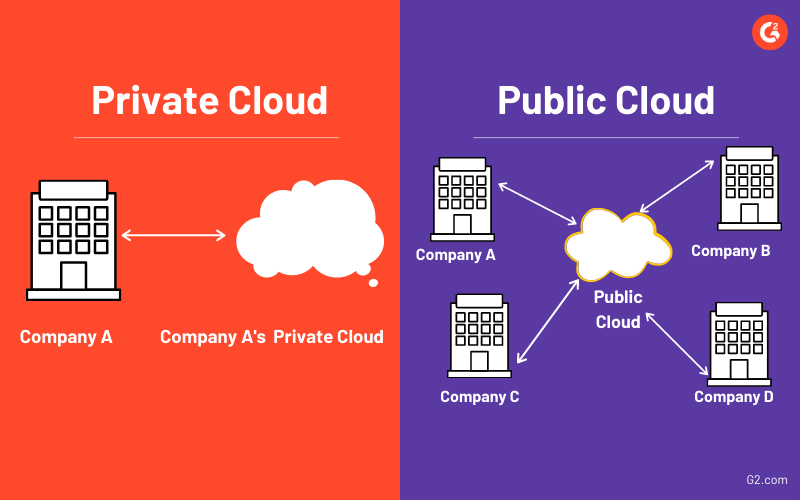 Private Cloud
Company A
Company A's Private Cloud
G2
Public Cloud
Company A
Company B
Public
Cloud
Company C
Company D
G2.com